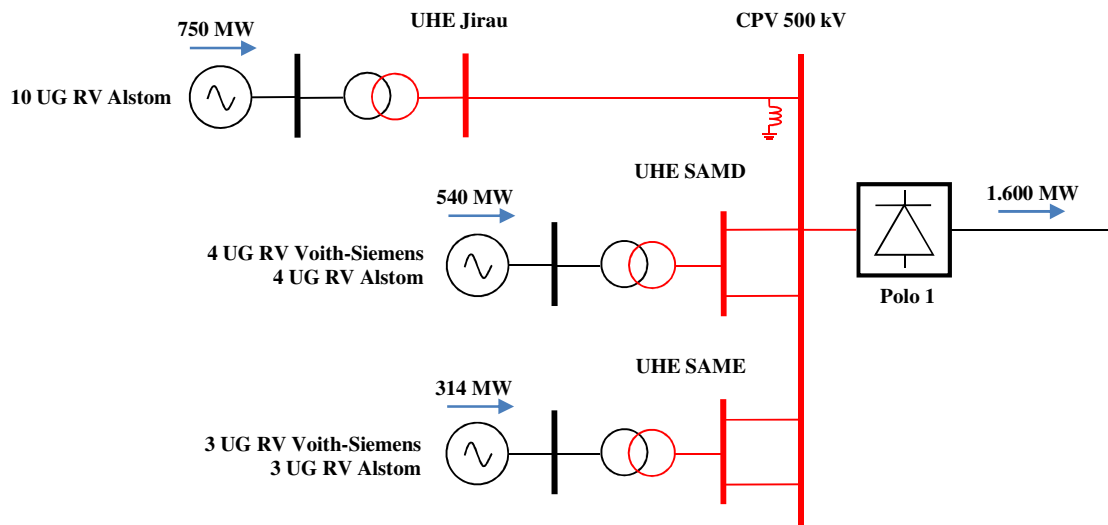 750 MW
UHE Jirau
CPV 500 kV
10 UG RV Alstom
UHE SAMD
540 MW
1.600 MW
4 UG RV Voith-Siemens
4 UG RV Alstom
Polo 1
UHE SAME
314 MW
3 UG RV Voith-Siemens
3 UG RV Alstom